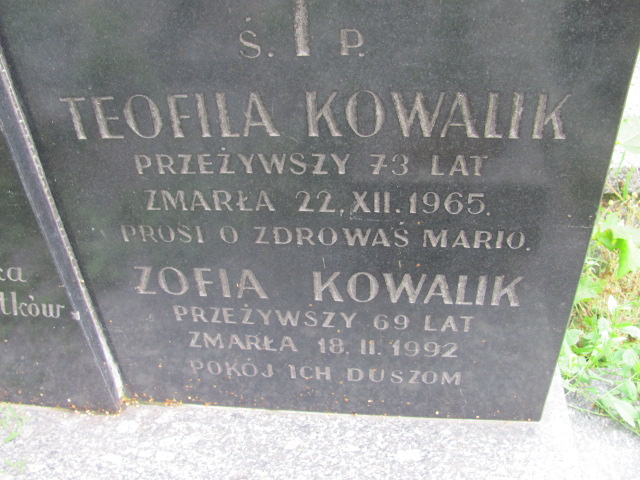 Ś. P.
TEOFILA KOWALIK
PRZEŻYWSZY 73 LAT
ZMARŁA 22.XII.1965.
PROSI O ZDROWAŚ MARIO.
ZOFIA KOWALIK
PRZEŻYWSZY 69 LAT
ZMARŁA 18.II.1992
POKÓJ ICH DUSZOM